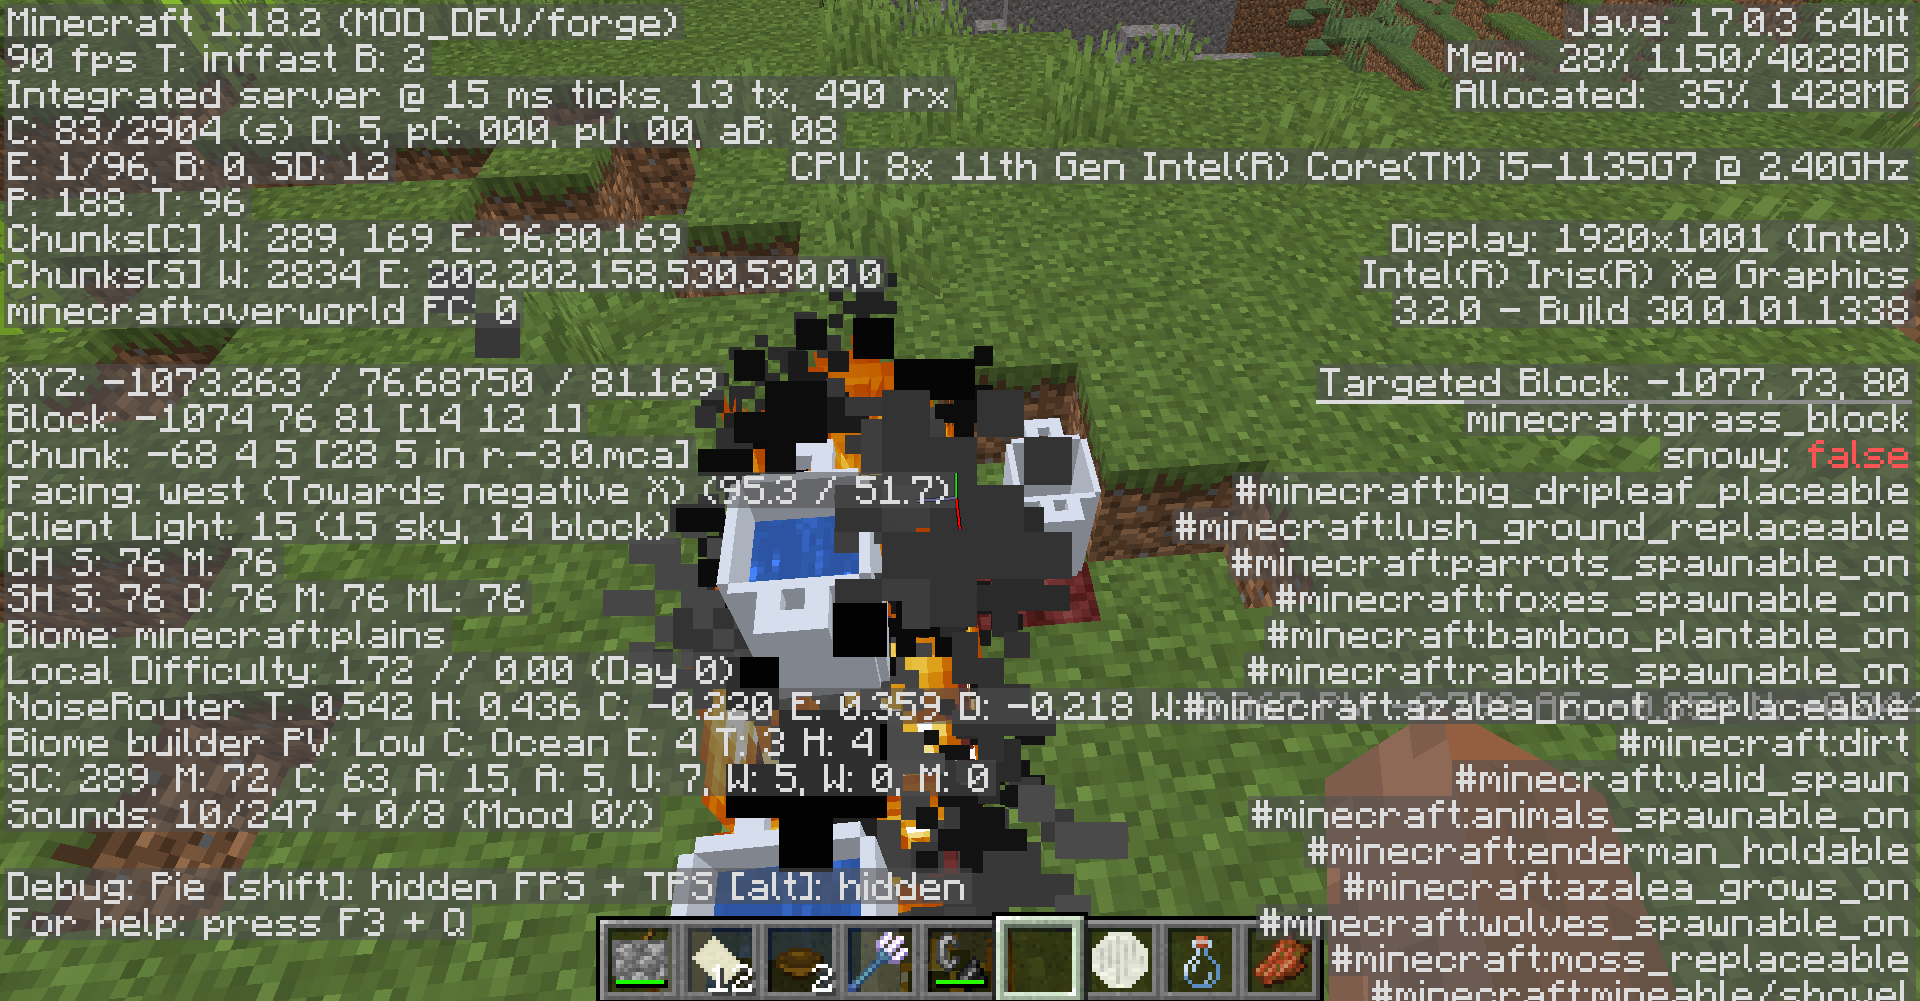 Minecraft 1.18.2 (MOD_DEV/forge)
90 fps T: inffast B: 2
Integrated server @ 15 ms ticks, 13 tx, 490 rx
C: 83/2904 (s) D: 5, pC: 000, pU: 00, aB: 08
E: 1/96, B: 0, SD: 12
P: 188. T: 96
Chunks[C] W: 289, 169 E: 96,80,169
Chunks[S] W: 2834 E: 202,202,158,530,530,0,0
minecraft:overworld FC: 0
XYZ: -1073.263 / 76.68750 / 81.169
Block: -1074 76 81 [14 12 1]
Chunk: -68 4 5 [28 5 in r.-3.0.mca]
Facing: west (Towards negative X) (95.3 / 51.7)
Client Light: 15 (15 sky, 14 block)
CH S: 76 M: 76
SH S: 76 O: 76 M: 76 ML: 76
Biome: minecraft:plains
Local Difficulty: 1.72 // 0.00 (Day 0)
NoiseRouter T: 0.542 H: 0.436 C: -0.220 E: 0.359 D: -0.218 W:
Biome builder PV: Low C: Ocean E: 4 T: 3 H: 4
SC: 289, M: 72, C: 63, A: 15, A: 5, U: 7, W: 5, W: 0, M: 0
Sounds: 10/247 + 0/8 (Mood 0%)
Debug: Pie [shift]: hidden FPS + TPS [alt]: hidden
For help: press F3 + Q
Java: 17.0.3 64bit
Mem: 28% 1150/4028MB
Allocated: 35% 1428MB
CPU: 8x 11th Gen Intel(R) Core(TM) i5-1135G7 @ 2.40GHz
Display: 1920x1001 (Intel)
Intel(R) Iris(R) Xe Graphics
3.2.0 - Build 30.0.101.1338
Targeted Block: -1077, 73, 80
minecraft:grass_block
snowy: false
#minecraft:big_dripleaf_placeable
#minecraft:lush_ground_replaceable
#minecraft:parrots_spawnable_on
#minecraft:foxes_spawnable_on
#minecraft:bamboo_plantable_on
#minecraft:rabbits_spawnable_on
#minecraft:azalea_root_replaceable
#minecraft:dirt
#minecraft:valid_spawn
#minecraft:animals_spawnable_on
#minecraft:enderman_holdable
#minecraft:azalea_grows_on
#minecraft:wolves_spawnable_on
#minecraft:moss_replaceable
#minecraft:mineable/shovel
12
2